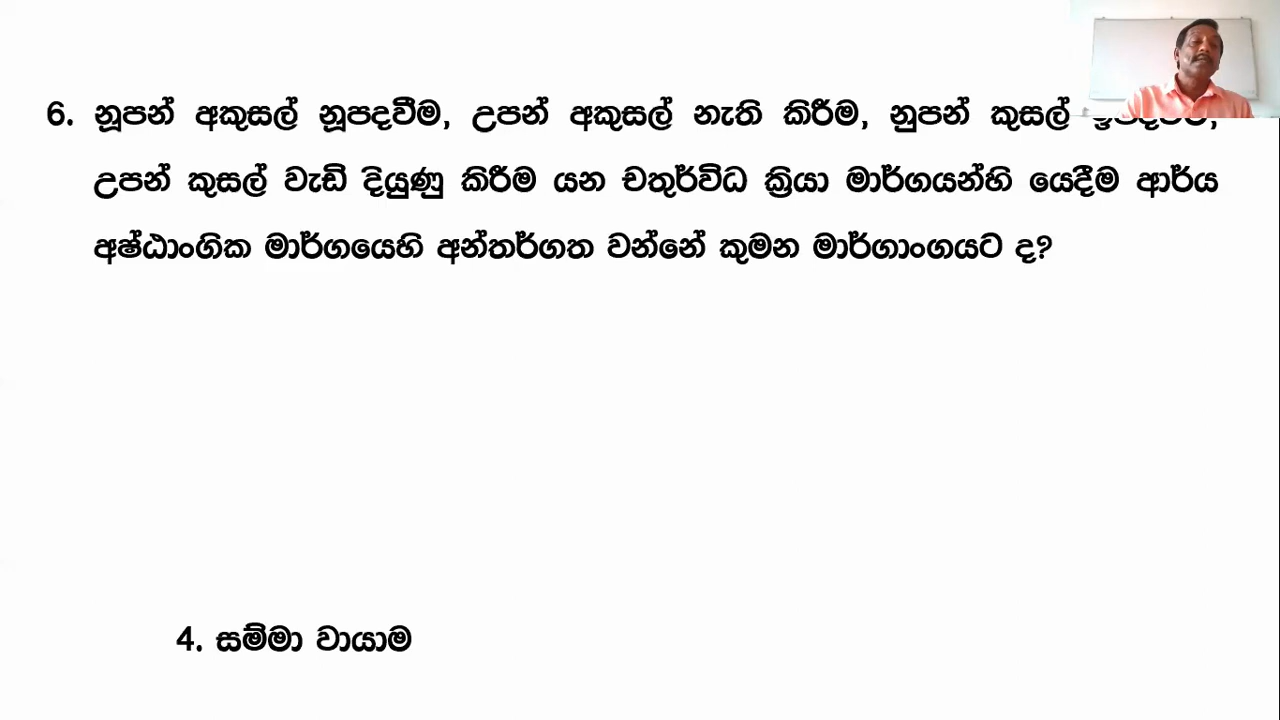 6. නූපන් අකුසල් නූපදවීම, උපන් අකුසල් නැති කිරීම, නුපන් කුසල්
උපන් කුසල් වැඩි දියුණු කිරීම යන චතුර්විධ ක්‍රියා මාර්ගයන්හි යෙදීම ආර්ය
අෂ්ඨාංගික මාර්ගයෙහි අන්තර්ගත වන්නේ කුමන මාර්ගාංගයට ද?
4. සම්මා වායාම